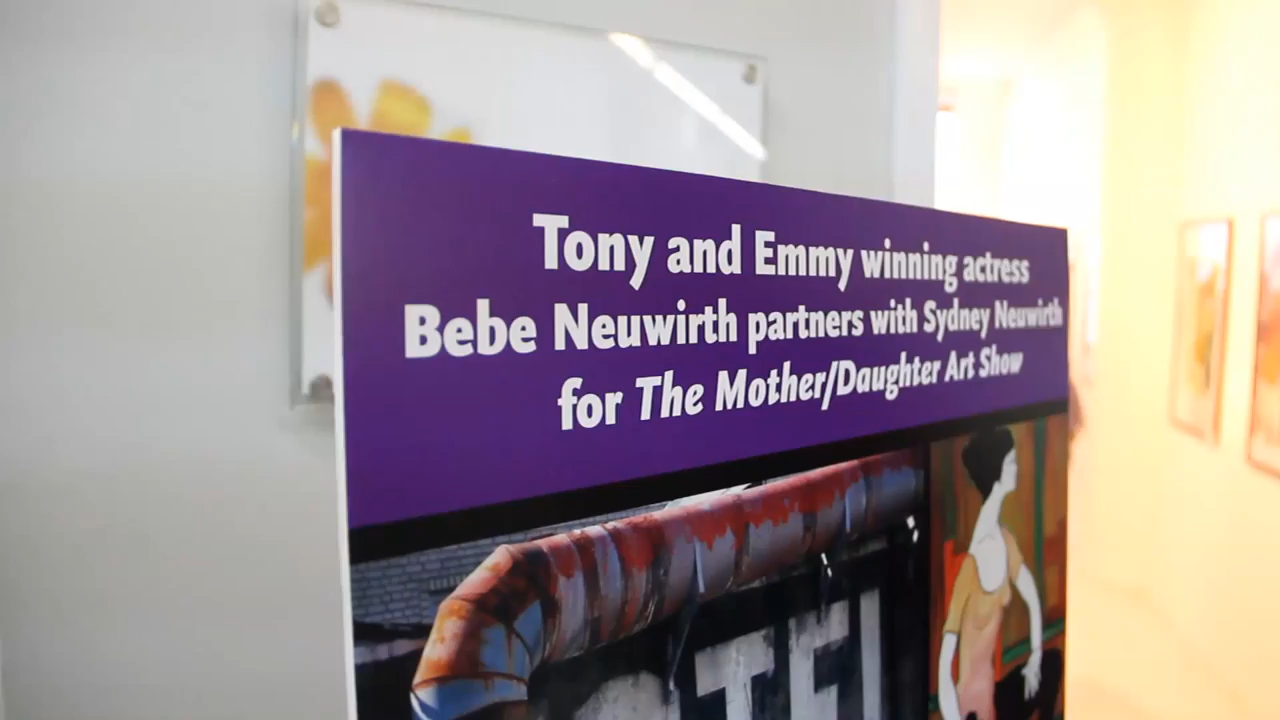 Tony and Emmy winning actress
Bebe Neuwirth partners with Sydney Neuwirth
for The Mother/Daughter Art Show